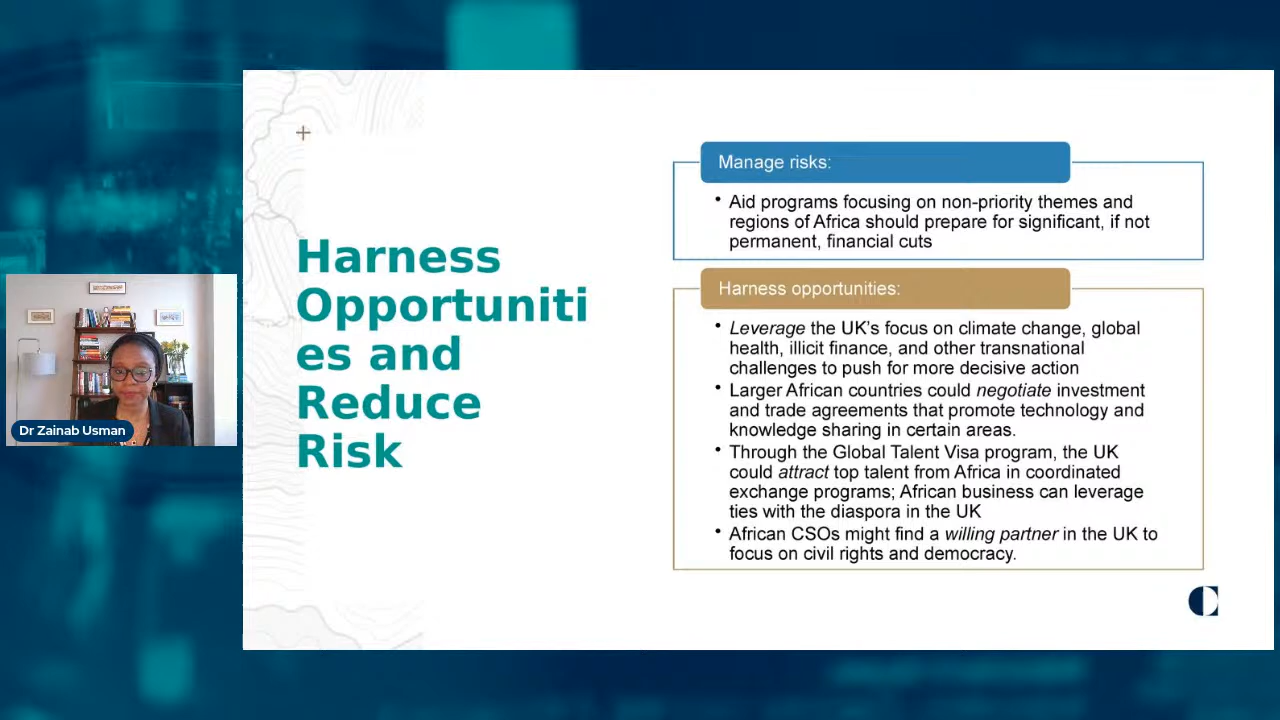 Harness
Opportuniti
es and
Reduce
Risk
Manage risks:
• Aid programs focusing on non-priority themes and
regions of Africa should prepare for significant, if not
permanent, financial cuts
Harness opportunities:
• Leverage the UK's focus on climate change, global
health, illicit finance, and other transnational
challenges to push for more decisive action
• Larger African countries could negotiate investment
and trade agreements that promote technology and
knowledge sharing in certain areas.
• Through the Global Talent Visa program, the UK
could attract top talent from Africa in coordinated
exchange programs; African business can leverage
ties with the diaspora in the UK
• African CSOs might find a willing partner in the UK to
focus on civil rights and democracy.
Dr Zainab Usman